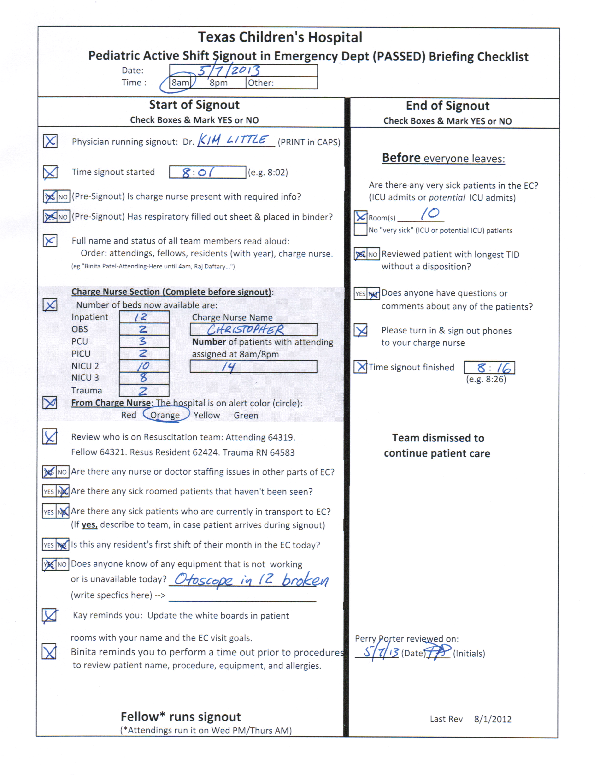 Texas Children's Hospital
Pediatric Active Shift Signout in Emergency Dept (PASSED) Briefing Checklist
Date: 5/7/2013
Time : 8am 8pm Other:
Start of Signout
Check Boxes & Mark YES or NO
Physician running signout: Dr. KIM LITTLE (PRINT in CAPS)
Time signout started 8:01 (e.g. 8:02)
YES NO (Pre-Signout) Is charge nurse present with required info?
YES NO (Pre-Signout) Has respiratory filled out sheet & placed in binder?
Full name and status of all team members read aloud:
Order: attendings, fellows, residents (with year), charge nurse.
(eg "Binita Patel-Attending-Here until 4am, Raj Daftary...")
Charge Nurse Section (Complete before signout):
Number of beds now available are:
Inpatient 12 Charge Nurse Name
OBS 2 CHRISTOPHER
PCU 3 Number of patients with attending
PICU 2 assigned at 8am/8pm
NICU 2 10 14
NICU 3 8
Trauma 2
From Charge Nurse: The hospital is on alert color (circle):
Red Orange Yellow Green
Review who is on Resuscitation team: Attending 64319.
Fellow 64321. Resus Resident 62424. Trauma RN 64583
YES NO Are there any nurse or doctor staffing issues in other parts of EC?
YES NO Are there any sick roomed patients that haven't been seen?
YES NO Are there any sick patients who are currently in transport to EC?
(If yes, describe to team, in case patient arrives during signout)
YES NO Is this any resident's first shift of their month in the EC today?
YES NO Does anyone know of any equipment that is not working
or is unavailable today? Otoscope in 12 broken
(write specfics here) -->
Kay reminds you: Update the white boards in patient
rooms with your name and the EC visit goals.
Binita reminds you to perform a time out prior to procedures
to review patient name, procedure, equipment, and allergies.
Fellow* runs signout
(*Attendings run it on Wed PM/Thurs AM)
End of Signout
Check Boxes & Mark YES or NO
Before everyone leaves:
Are there any very sick patients in the EC?
(ICU admits or potential ICU admits)
Room(s) 10
No "very sick" (ICU or potential ICU) patients
YES NO Reviewed patient with longest TID
without a disposition?
YES NO Does anyone have questions or
comments about any of the patients?
Please turn in & sign out phones
to your charge nurse
Time signout finished 8:16
(e.g. 8:26)
Team dismissed to
continue patient care
Perry Porter reviewed on:
5/7/13 (Date) (Initials)
Last Rev 8/1/2012